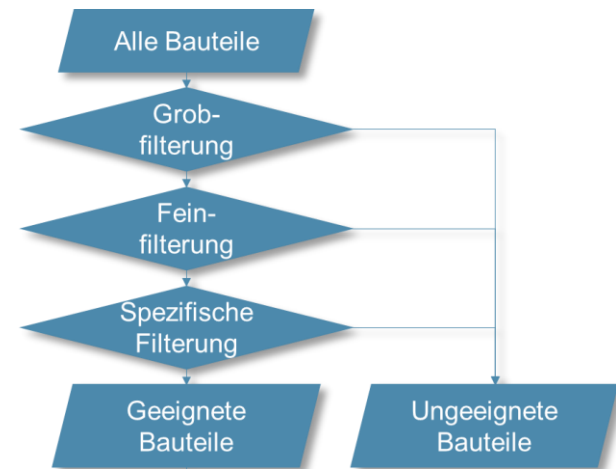 Alle Bauteile
Grob-
filterung
Fein-
filterung
Spezifische
Filterung
Geeignete
Bauteile
Ungeeignete
Bauteile